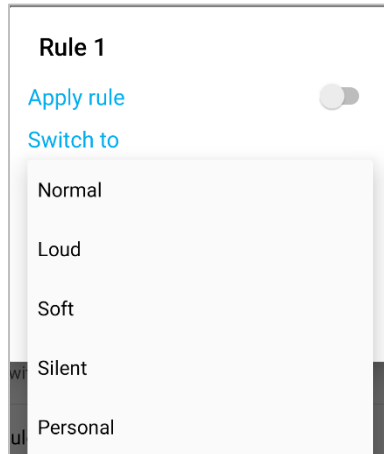 Rule 1
Apply rule
Switch to
Normal
Loud
Soft
Silent
Personal